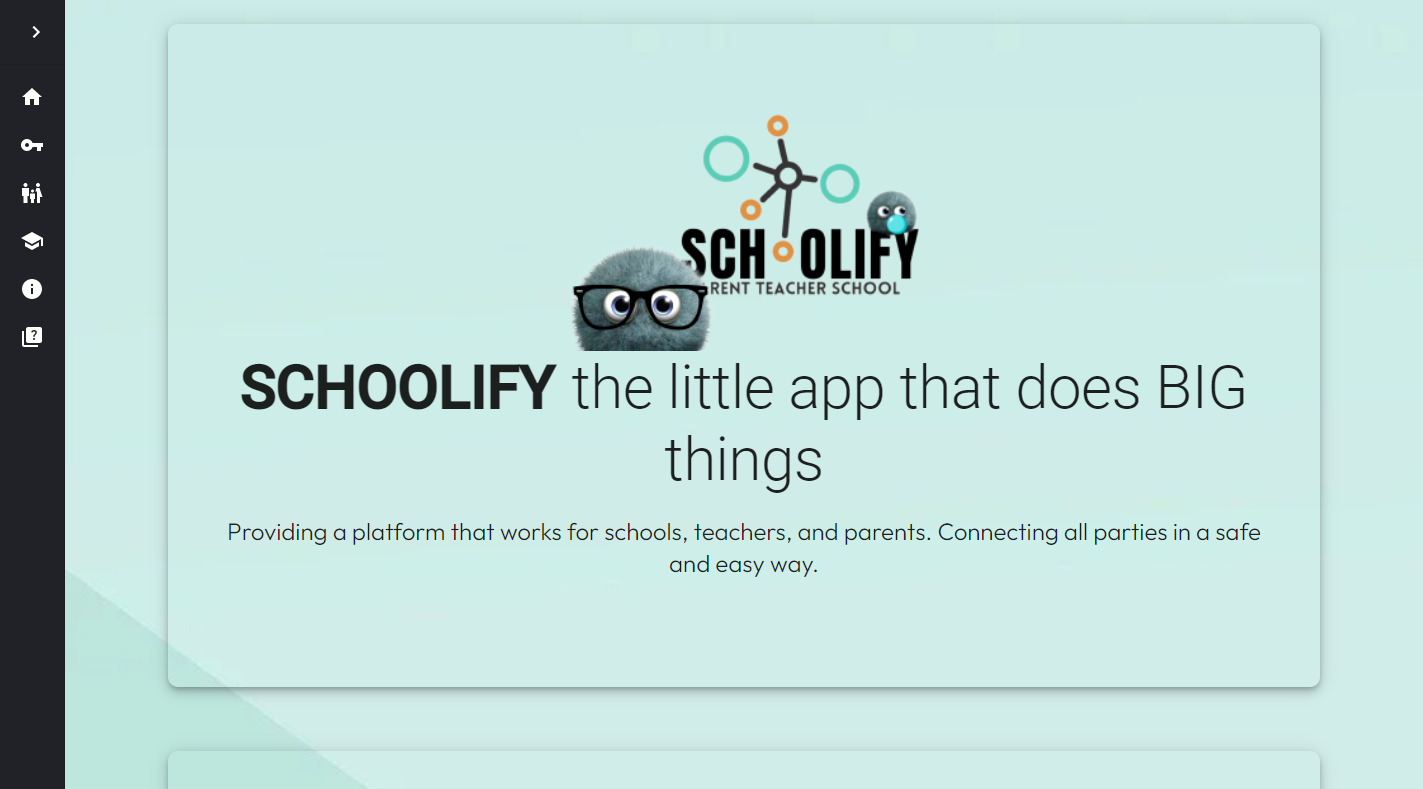 SCHOOLIFY
RENT TEACHER SCHOOL
SCHOOLIFY the little app that does BIG
things
Providing a platform that works for schools, teachers, and parents. Connecting all parties in a safe
and easy way.